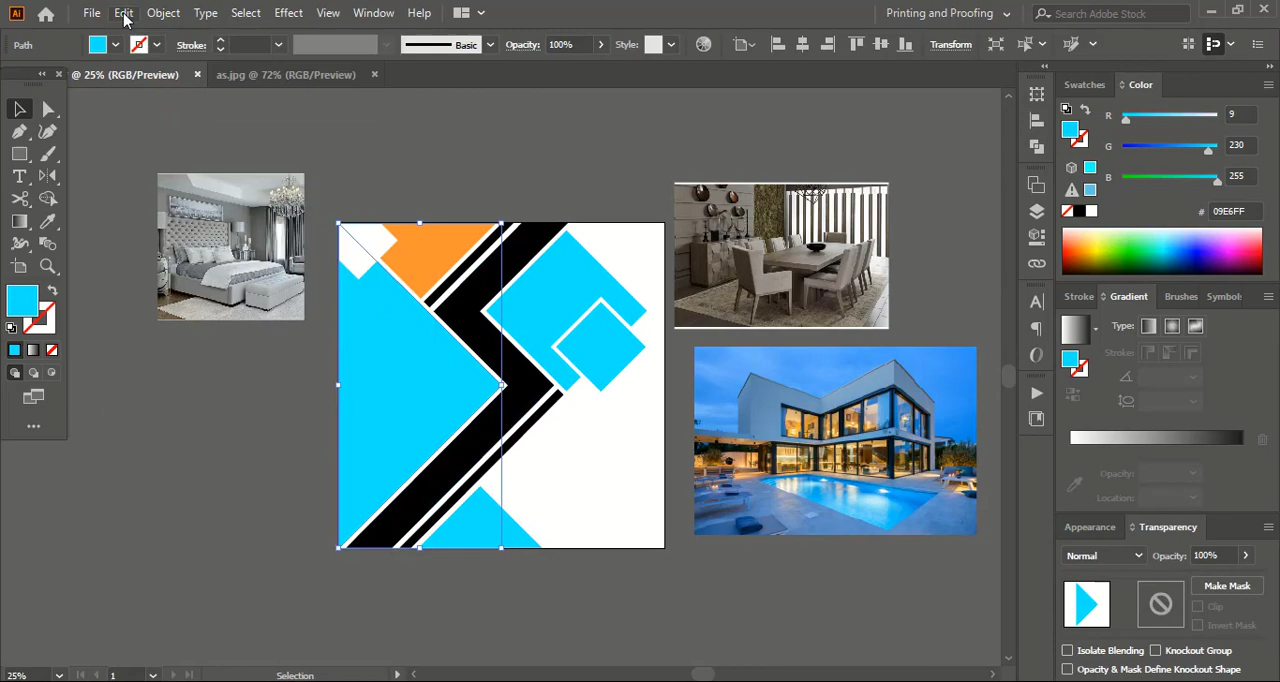 Ai File Edit Object Type Select Effect View Window Help Printing and Proofing Search Adobe Stock
Path Stroke: Basic Opacity: 100% Style: Transform
@ 25% (RGB/Preview) × as.jpg @ 72% (RGB/Preview) ×
Swatches Color
R 9
G 230
B 255
# 09E6FF
Stroke Gradient Brushes Symbols
Type:
Stroke:
Opacity:
Location:
Appearance Transparency
Normal Opacity: 100%
Make Mask
Clip
Invert Mask
Isolate Blending Knockout Group
Opacity & Mask Define Knockout Shape
25% 1 Selection